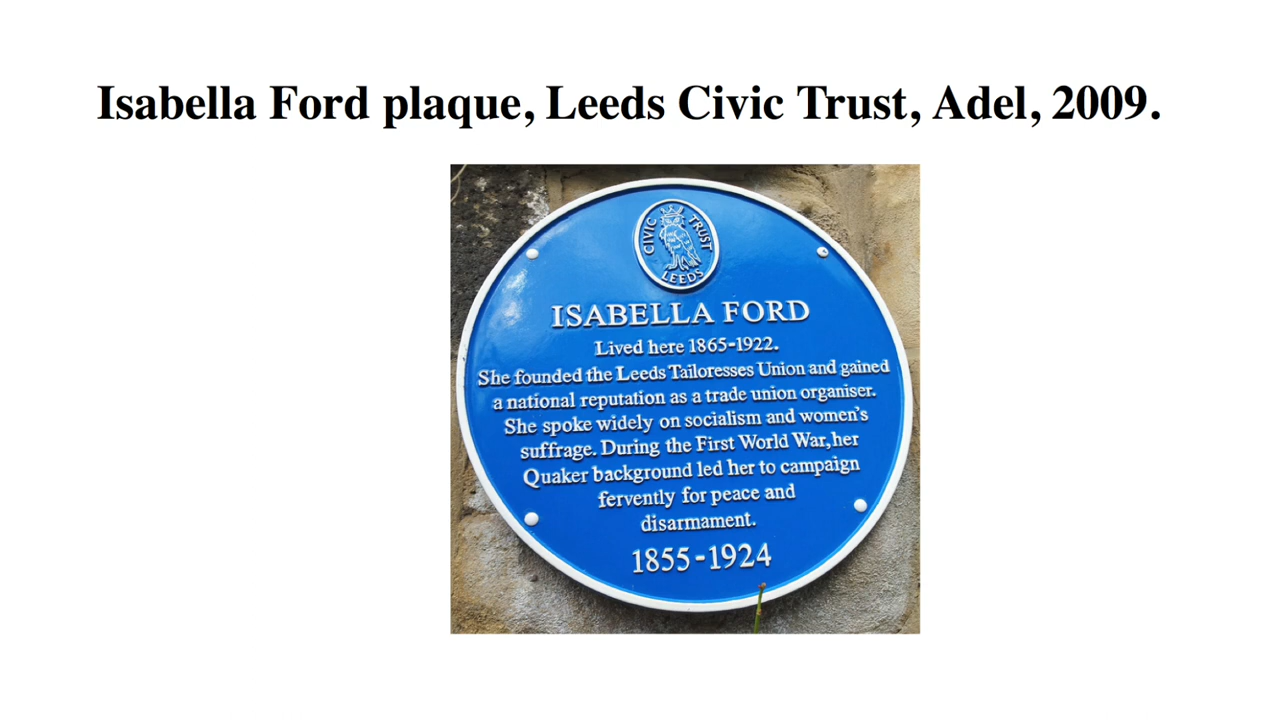 Isabella Ford plaque, Leeds Civic Trust, Adel, 2009.
CIVIC TRUST
LEEDS
ISABELLA FORD
Lived here 1865-1922.
She founded the Leeds Tailoresses Union and gained
a national reputation as a trade union organiser.
She spoke widely on socialism and women's
suffrage. During the First World War, her
Quaker background led her to campaign
fervently for peace and
disarmament.
1855-1924